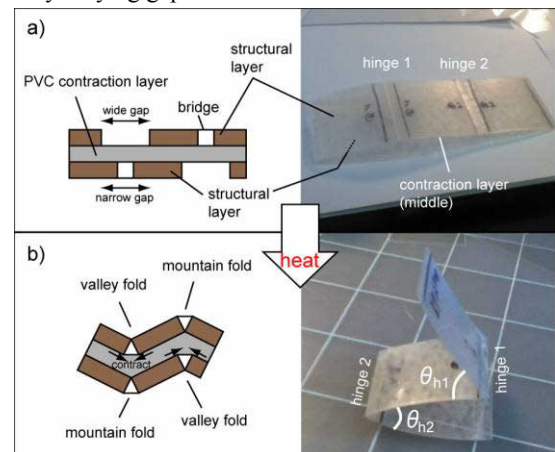 a)
structural
layer
PVC contraction layer
wide gap
bridge
narrow gap
structural
layer
hinge 1
hinge 2
contraction layer
(middle)
heat
b)
mountain fold
valley fold
contract
mountain fold
valley fold
hinge 2
hinge 1
θh1
θh2